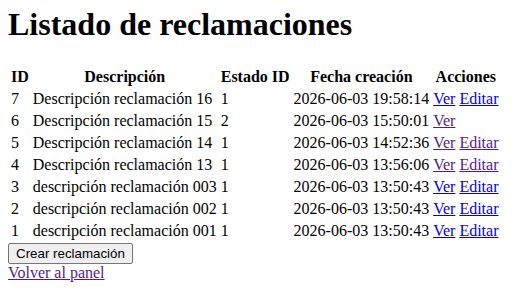 Listado de reclamaciones
ID Descripción Estado ID Fecha creación Acciones
7 Descripción reclamación 16 1 2026-06-03 19:58:14 Ver Editar
6 Descripción reclamación 15 2 2026-06-03 15:50:01 Ver
5 Descripción reclamación 14 1 2026-06-03 14:52:36 Ver Editar
4 Descripción reclamación 13 1 2026-06-03 13:56:06 Ver Editar
3 descripción reclamación 003 1 2026-06-03 13:50:43 Ver Editar
2 descripción reclamación 002 1 2026-06-03 13:50:43 Ver Editar
1 descripción reclamación 001 1 2026-06-03 13:50:43 Ver Editar
Crear reclamación
Volver al panel